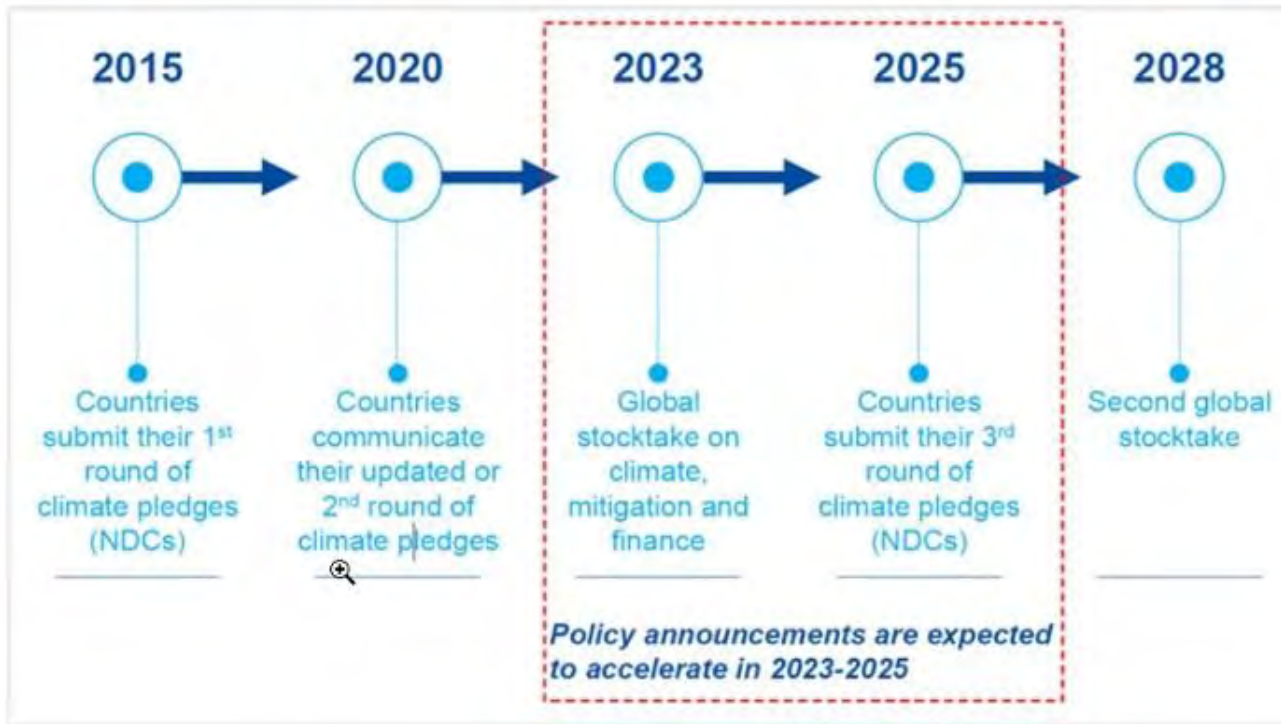 2015
2020
2023
2025
2028
Countries
submit their 1st
round of
climate pledges
(NDCs)
Countries
communicate
their updated or
2nd round of
climate pledges
Global
stocktake on
climate,
mitigation and
finance
Countries
submit their 3rd
round of
climate pledges
(NDCs)
Second global
stocktake
Policy announcements are expected
to accelerate in 2023-2025